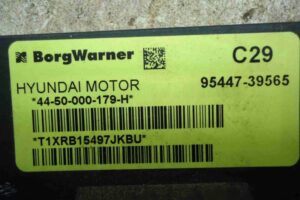 BorgWarner C29
HYUNDAI MOTOR 95447-39565
*44-50-000-179-H*
*T1XRB15497JKBU*